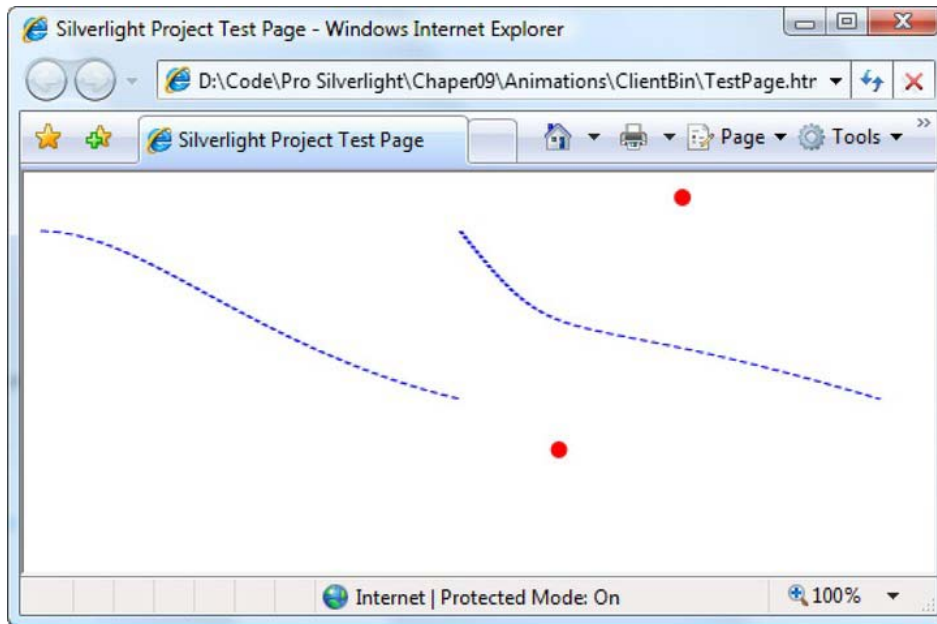 Silverlight Project Test Page - Windows Internet Explorer
D:\Code\Pro Silverlight\Chaper09\Animations\ClientBin\TestPage.htr
Silverlight Project Test Page
Page
Tools
Internet | Protected Mode: On
100%